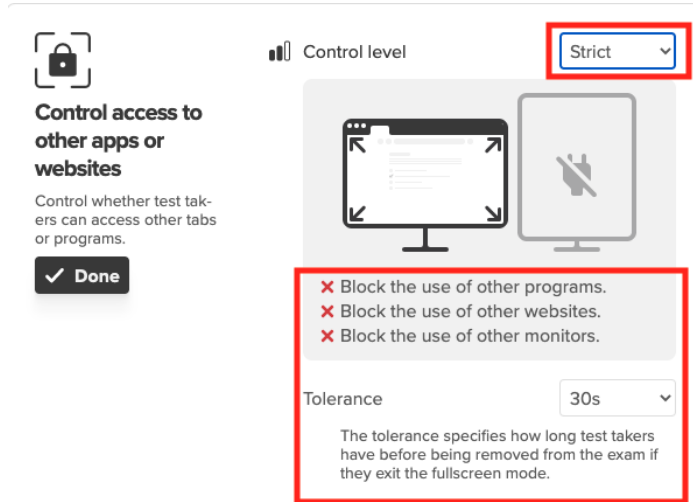 Control level
Strict
Control access to
other apps or
websites
Control whether test tak-
ers can access other tabs
or programs.
Done
Block the use of other programs.
Block the use of other websites.
Block the use of other monitors.
Tolerance
30s
The tolerance specifies how long test takers
have before being removed from the exam if
they exit the fullscreen mode.